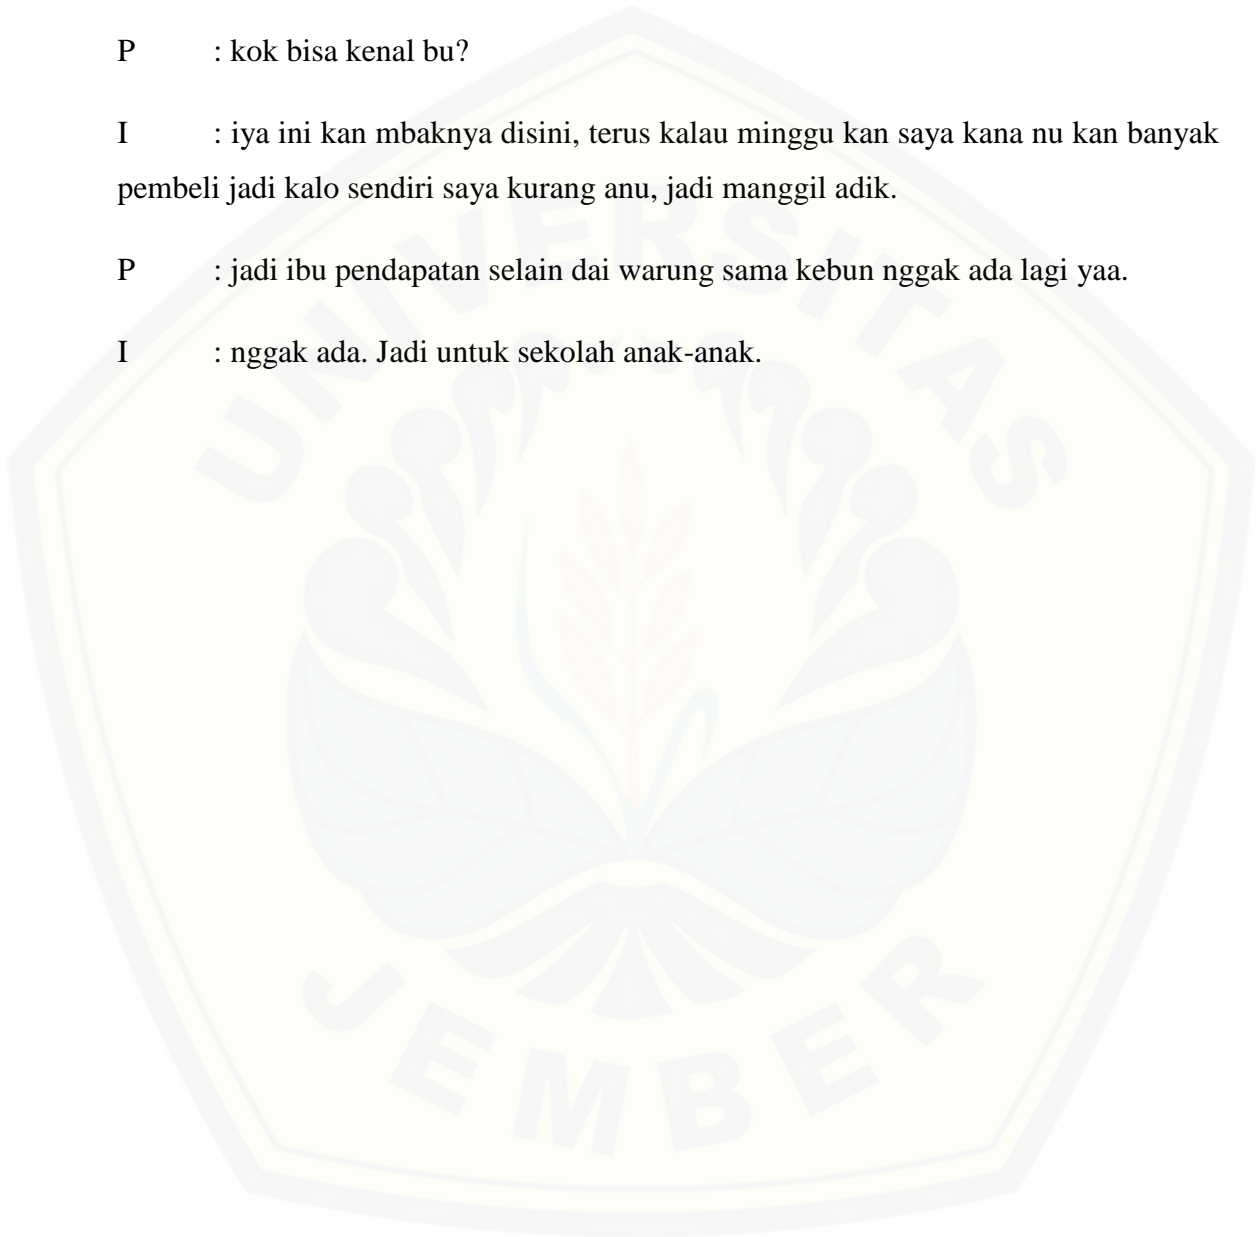 P : kok bisa kenal bu?
I : iya ini kan mbaknya disini, terus kalau minggu kan saya kana nu kan banyak
pembeli jadi kalo sendiri saya kurang anu, jadi manggil adik.
P : jadi ibu pendapatan selain dai warung sama kebun nggak ada lagi yaa.
I : nggak ada. Jadi untuk sekolah anak-anak.
UNIVERSITAS
JEMBER